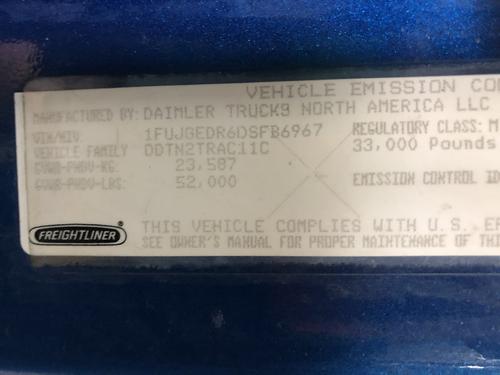 VEHICLE EMISSION CO
MANUFACTURED BY: DAIMLER TRUCKS NORTH AMERICA LLC
VIN/NIV 1FUJGEDR6DSFB6967 REGULATORY CLASS: M
VEHICLE FAMILY DDTN2TRAC11C 33,000 Pounds
GVWR-PNBV-KG: 23,587
GVWR-PNBV-LBS: 52,000 EMISSION CONTROL ID
THIS VEHICLE COMPLIES WITH U.S. EP
SEE OWNER'S MANUAL FOR PROPER MAINTENANCE OF THI
FREIGHTLINER